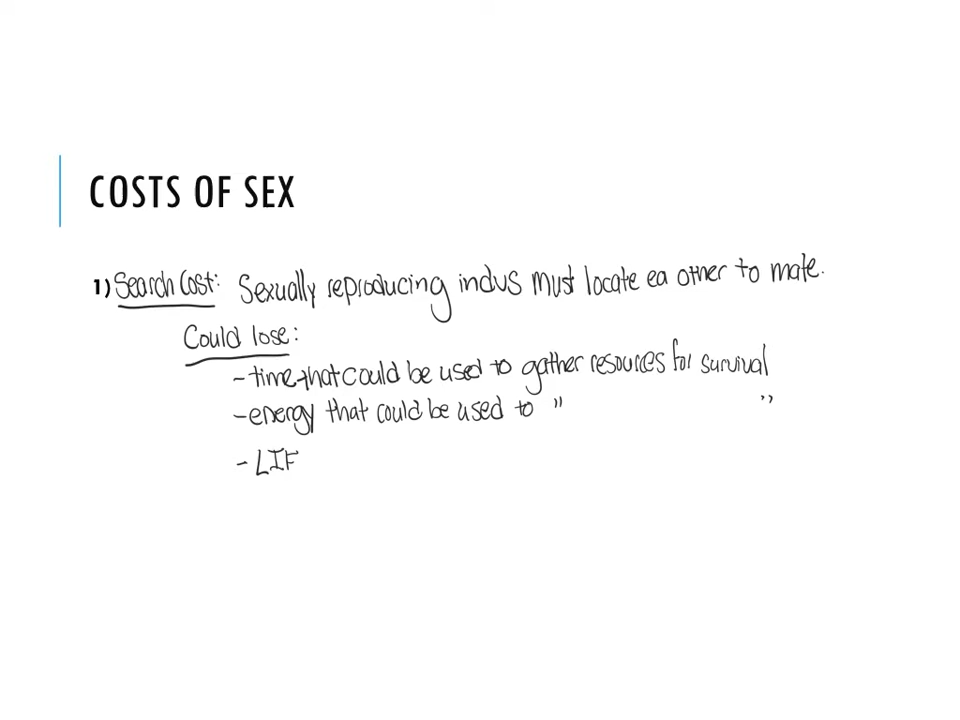 COSTS OF SEX
1) Search Cost: Sexually reproducing indivs must locate ea other to mate.
Could lose:
- time that could be used to gather resources for survival
- energy that could be used to " "
- LIF